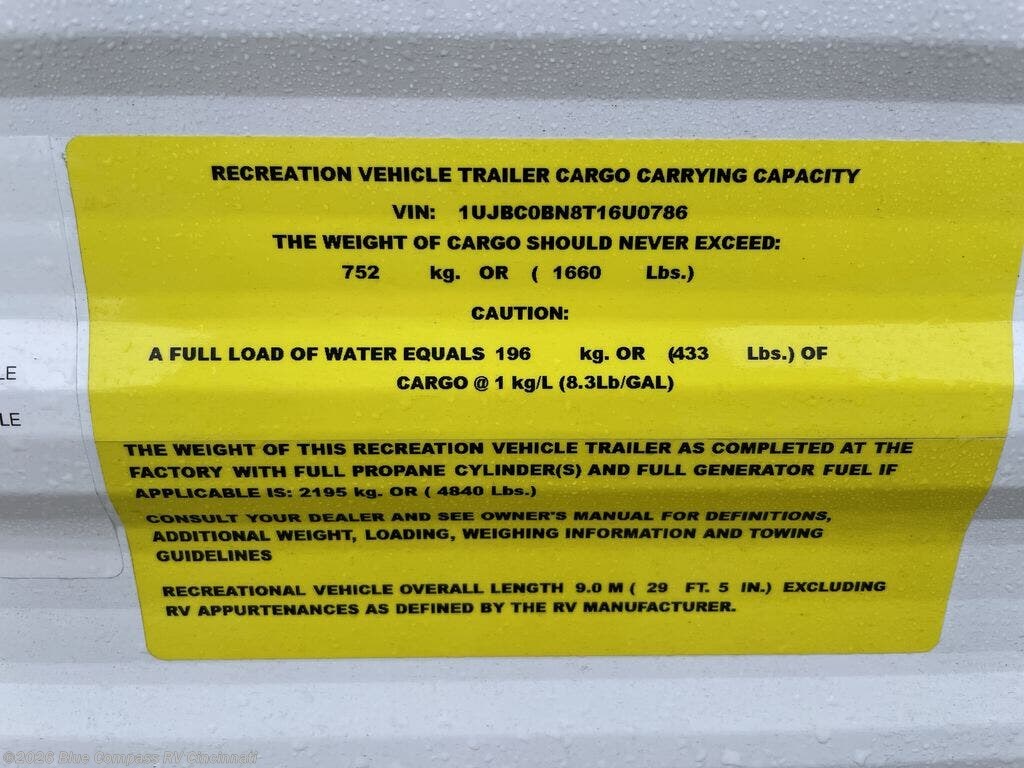 RECREATION VEHICLE TRAILER CARGO CARRYING CAPACITY
VIN: 1UJBC0BN8T16U0786
THE WEIGHT OF CARGO SHOULD NEVER EXCEED:
752 kg. OR ( 1660 Lbs.)
CAUTION:
A FULL LOAD OF WATER EQUALS 196 kg. OR (433 Lbs.) OF
CARGO @ 1 kg/L (8.3Lb/GAL)
LE
LE
THE WEIGHT OF THIS RECREATION VEHICLE TRAILER AS COMPLETED AT THE
FACTORY WITH FULL PROPANE CYLINDER(S) AND FULL GENERATOR FUEL IF
APPLICABLE IS: 2195 kg. OR ( 4840 Lbs.)
CONSULT YOUR DEALER AND SEE OWNER'S MANUAL FOR DEFINITIONS,
ADDITIONAL WEIGHT, LOADING, WEIGHING INFORMATION AND TOWING
GUIDELINES
RECREATIONAL VEHICLE OVERALL LENGTH 9.0 M ( 29 FT. 5 IN.) EXCLUDING
RV APPURTENANCES AS DEFINED BY THE RV MANUFACTURER.
©2026 Blue Compass RV Cincinnati